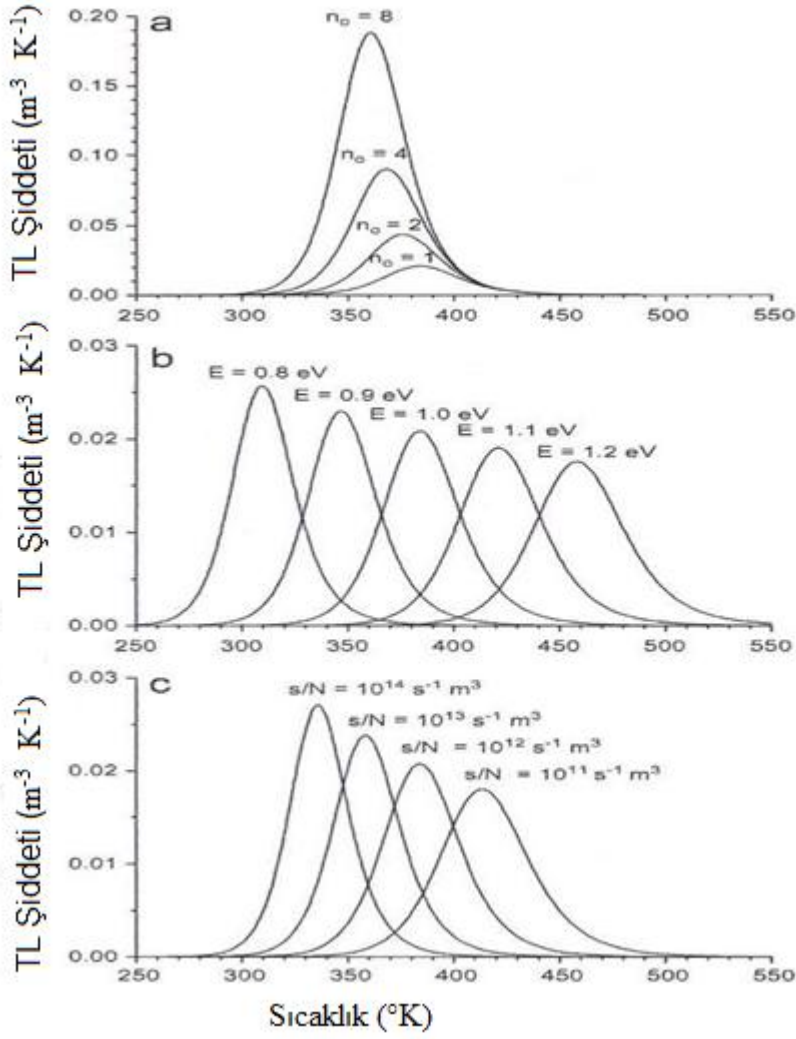 a
n₀ = 8
n₀ = 4
n₀ = 2
n₀ = 1
TL Şiddeti (m⁻³ K⁻¹)
0.20
0.15
0.10
0.05
0.00
250 300 350 400 450 500 550
b
E = 0.8 eV
E = 0.9 eV
E = 1.0 eV
E = 1.1 eV
E = 1.2 eV
TL Şiddeti (m⁻³ K⁻¹)
0.03
0.02
0.01
0.00
250 300 350 400 450 500 550
c
s/N = 10¹⁴ s⁻¹ m³
s/N = 10¹³ s⁻¹ m³
s/N = 10¹² s⁻¹ m³
s/N = 10¹¹ s⁻¹ m³
TL Şiddeti (m⁻³ K⁻¹)
0.03
0.02
0.01
0.00
250 300 350 400 450 500 550
Sıcaklık (°K)